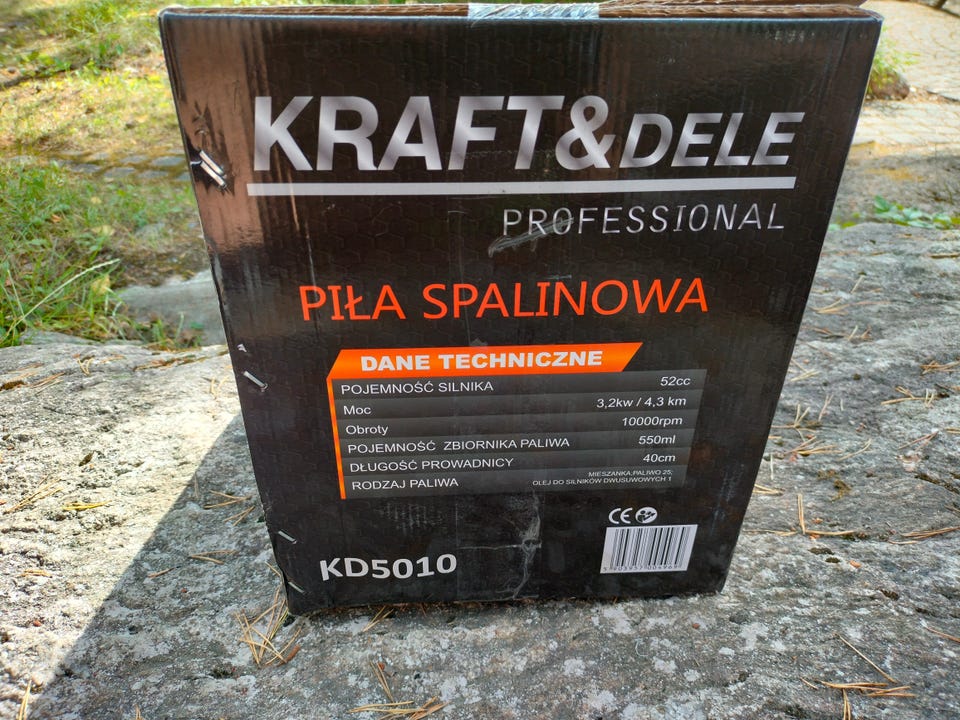 KRAFT&DELE
PROFESSIONAL
PIŁA SPALINOWA
DANE TECHNICZNE
POJEMNOŚĆ SILNIKA 52cc
Moc 3,2kw / 4,3 km
Obroty 10000rpm
POJEMNOŚĆ ZBIORNIKA PALIWA 550ml
DŁUGOŚĆ PROWADNICY 40cm
RODZAJ PALIWA MIESZANKA;PALIWO 25;
OLEJ DO SILNIKÓW DWUSUWOWYCH 1
CE
KD5010